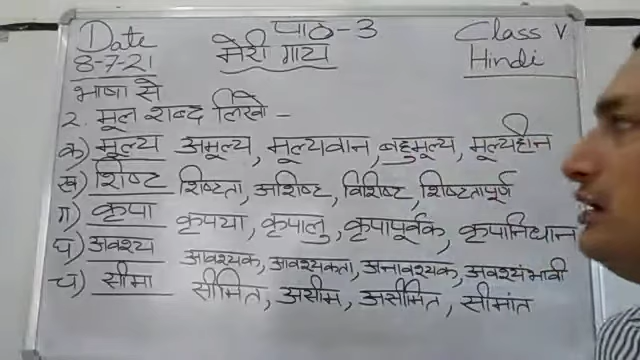 Date
8-7-21
पाठ-3
मेरी गाय
Class V
Hindi
भाषा से
2. मूल शब्द लिखो -
क) मूल्य अमूल्य, मूल्यवान, बहुमूल्य, मूल्यहीन
ख) शिष्ट शिष्टता, अशिष्ट, विशिष्ट, शिष्टतापूर्ण
ग) कृपा कृपया, कृपालु, कृपापूर्वक, कृपानिधान
घ) अवश्य आवश्यक, आवश्यकता, अनावश्यक, अवश्यंभावी
च) सीमा सीमित, असीम, असीमित, सीमांत